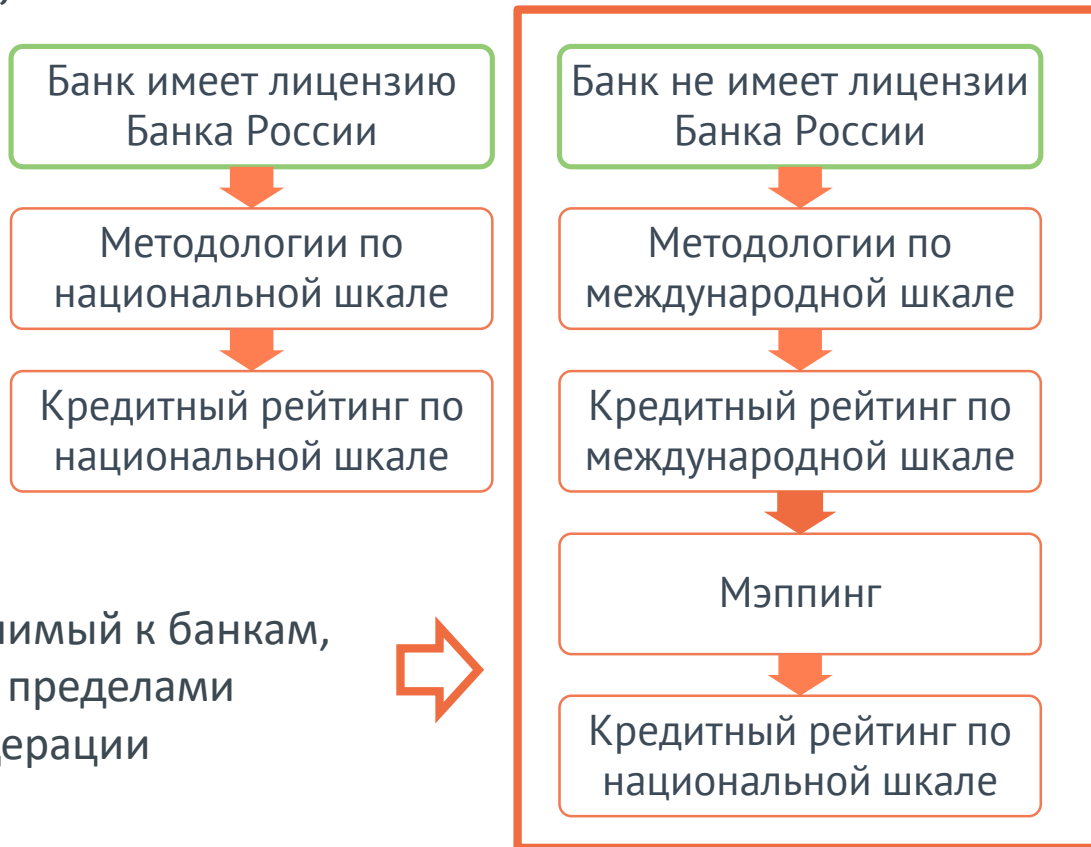 Банк имеет лицензию
Банка России
Методологии по
национальной шкале
Кредитный рейтинг по
национальной шкале
Банк не имеет лицензии
Банка России
Методологии по
международной шкале
Кредитный рейтинг по
международной шкале
Мэппинг
Кредитный рейтинг по
национальной шкале
к банкам,
пределами